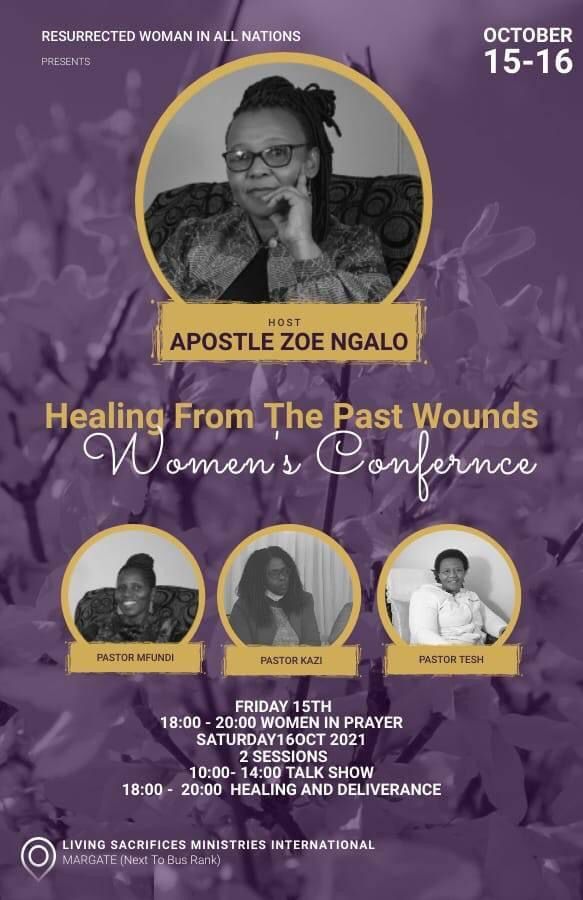 RESURRECTED WOMAN IN ALL NATIONS
PRESENTS
OCTOBER
15-16
HOST
APOSTLE ZOE NGALO
Healing From The Past Wounds
Women's Confernce
PASTOR MFUNDI
PASTOR KAZI
PASTOR TESH
FRIDAY 15TH
18:00 - 20:00 WOMEN IN PRAYER
SATURDAY16OCT 2021
2 SESSIONS
10:00- 14:00 TALK SHOW
18:00 - 20:00 HEALING AND DELIVERANCE
LIVING SACRIFICES MINISTRIES INTERNATIONAL
MARGATE (Next To Bus Rank)